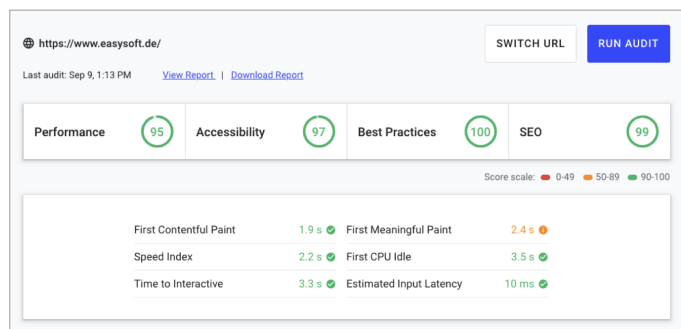 https://www.easysoft.de/
SWITCH URL
RUN AUDIT
Last audit: Sep 9, 1:13 PM View Report | Download Report
Performance 95 Accessibility 97 Best Practices 100 SEO 99
Score scale: 0-49 50-89 90-100
First Contentful Paint 1.9 s First Meaningful Paint 2.4 s
Speed Index 2.2 s First CPU Idle 3.5 s
Time to Interactive 3.3 s Estimated Input Latency 10 ms